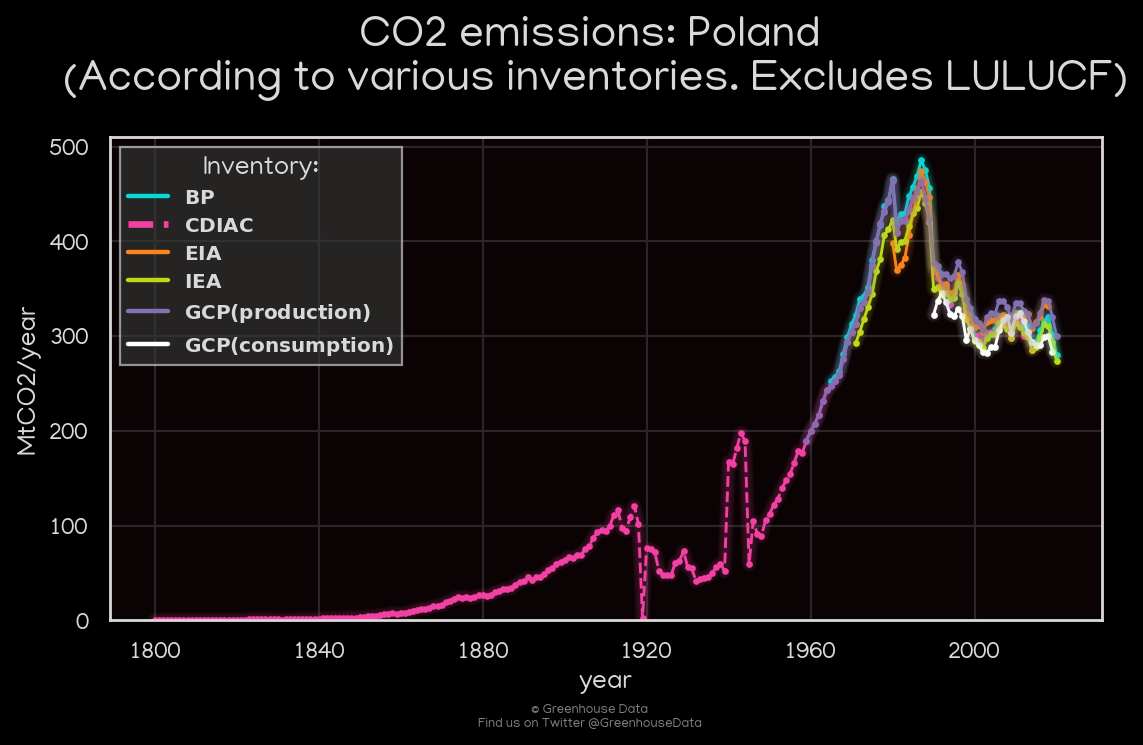 CO2 emissions: Poland
(According to various inventories. Excludes LULUCF)
500
400
300
200
100
0
MtCO2/year
Inventory:
BP
CDIAC
EIA
IEA
GCP(production)
GCP(consumption)
1800 1840 1880 1920 1960 2000
year
© Greenhouse Data
Find us on Twitter @GreenhouseData